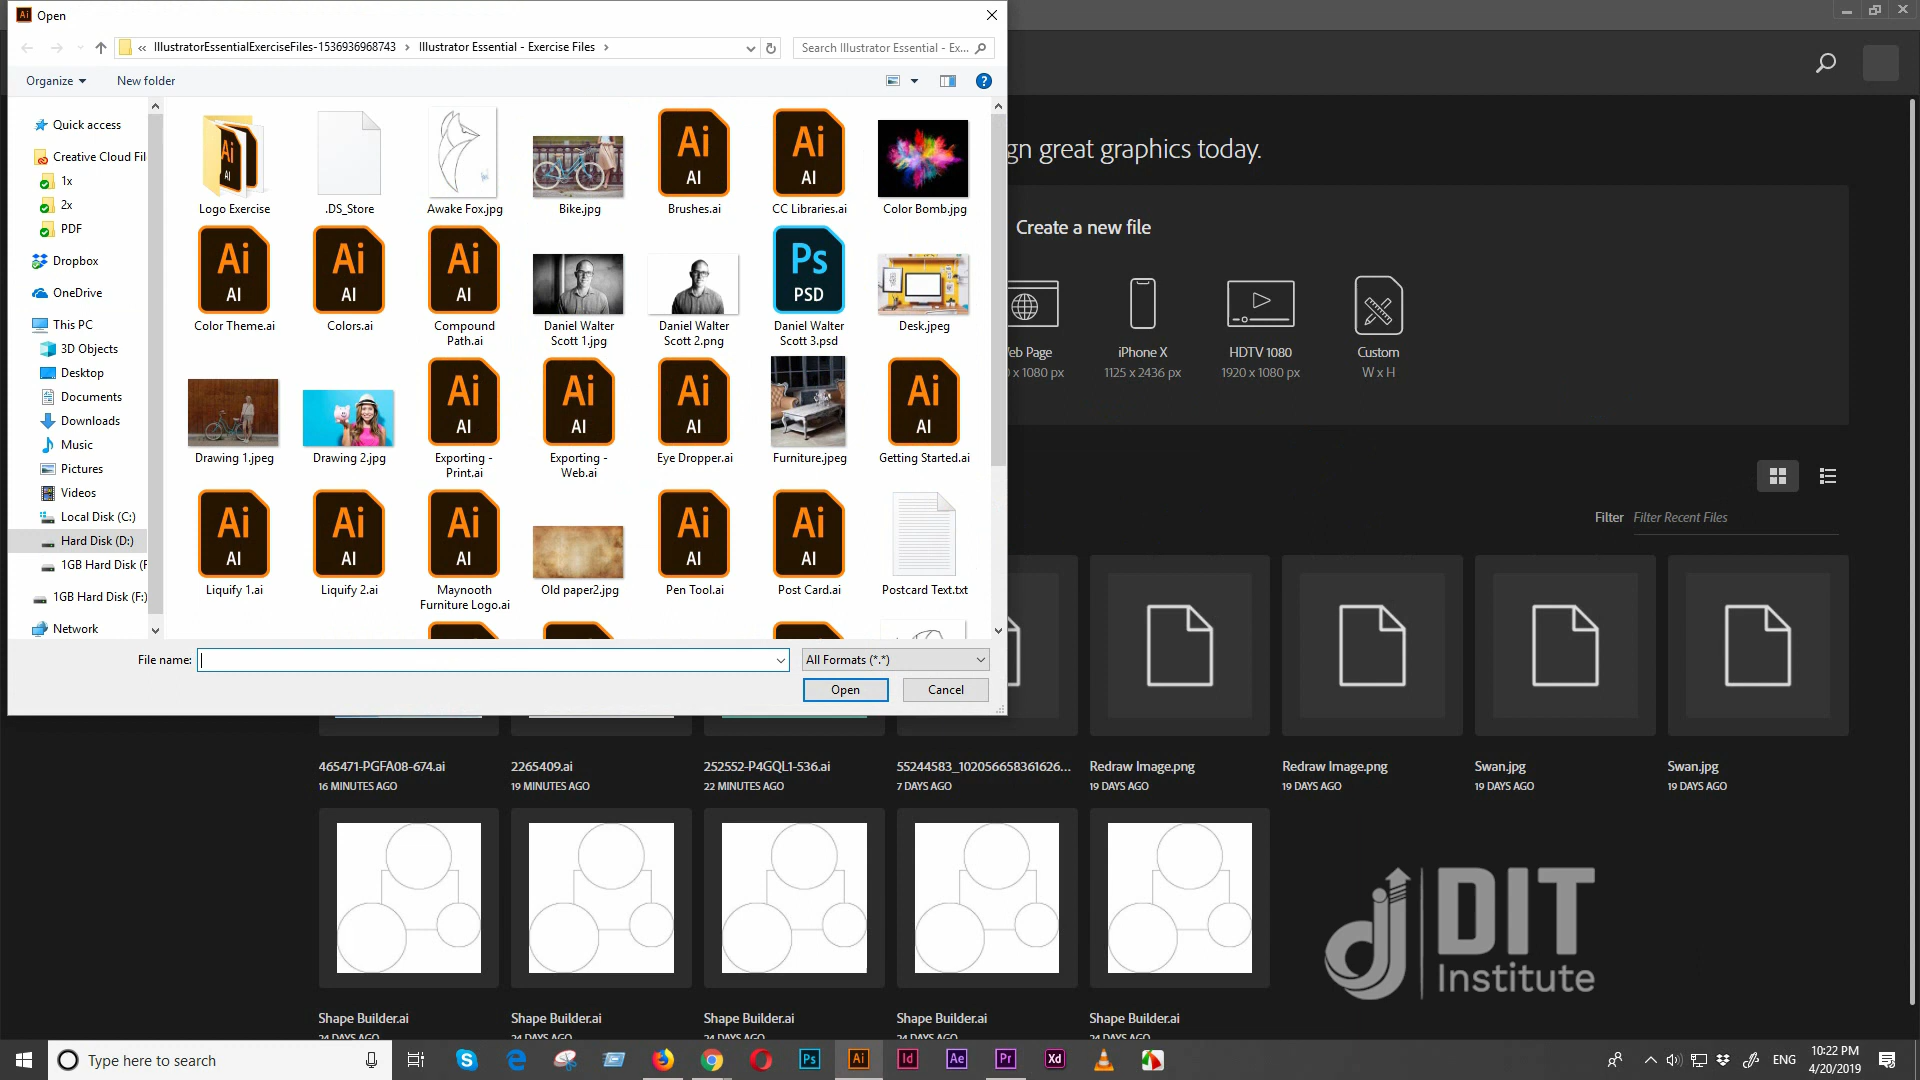 Ai Open
« IllustratorEssentialExerciseFiles-1536936968743 › Illustrator Essential - Exercise Files ›
Search Illustrator Essential - Ex...
Organize
New folder
Quick access
Creative Cloud Fil
1x
2x
PDF
Dropbox
OneDrive
This PC
3D Objects
Desktop
Documents
Downloads
Music
Pictures
Videos
Local Disk (C:)
Hard Disk (D:)
1GB Hard Disk (F
1GB Hard Disk (F:)
Network
Logo Exercise
.DS_Store
Awake Fox.jpg
Bike.jpg
Brushes.ai
CC Libraries.ai
Color Bomb.jpg
Color Theme.ai
Colors.ai
Compound
Path.ai
Daniel Walter
Scott 1.jpg
Daniel Walter
Scott 2.png
Daniel Walter
Scott 3.psd
Desk.jpeg
Drawing 1.jpeg
Drawing 2.jpg
Exporting -
Print.ai
Exporting -
Web.ai
Eye Dropper.ai
Furniture.jpeg
Getting Started.ai
Liquify 1.ai
Liquify 2.ai
Maynooth
Furniture Logo.ai
Old paper2.jpg
Pen Tool.ai
Post Card.ai
Postcard Text.txt
File name:
All Formats (*.*)
Open
Cancel
gn great graphics today.
Create a new file
eb Page
0 x 1080 px
iPhone X
1125 x 2436 px
HDTV 1080
1920 x 1080 px
Custom
W x H
Filter Filter Recent Files
465471-PGFA08-674.ai
16 MINUTES AGO
2265409.ai
19 MINUTES AGO
252552-P4GQL1-536.ai
22 MINUTES AGO
55244583_102056658361626...
7 DAYS AGO
Redraw Image.png
19 DAYS AGO
Redraw Image.png
19 DAYS AGO
Swan.jpg
19 DAYS AGO
Swan.jpg
19 DAYS AGO
Shape Builder.ai
Shape Builder.ai
Shape Builder.ai
Shape Builder.ai
Shape Builder.ai
DIT
Institute
Type here to search
Ps
Ai
Id
Ae
Pr
Xd
ENG
10:22 PM
4/20/2019